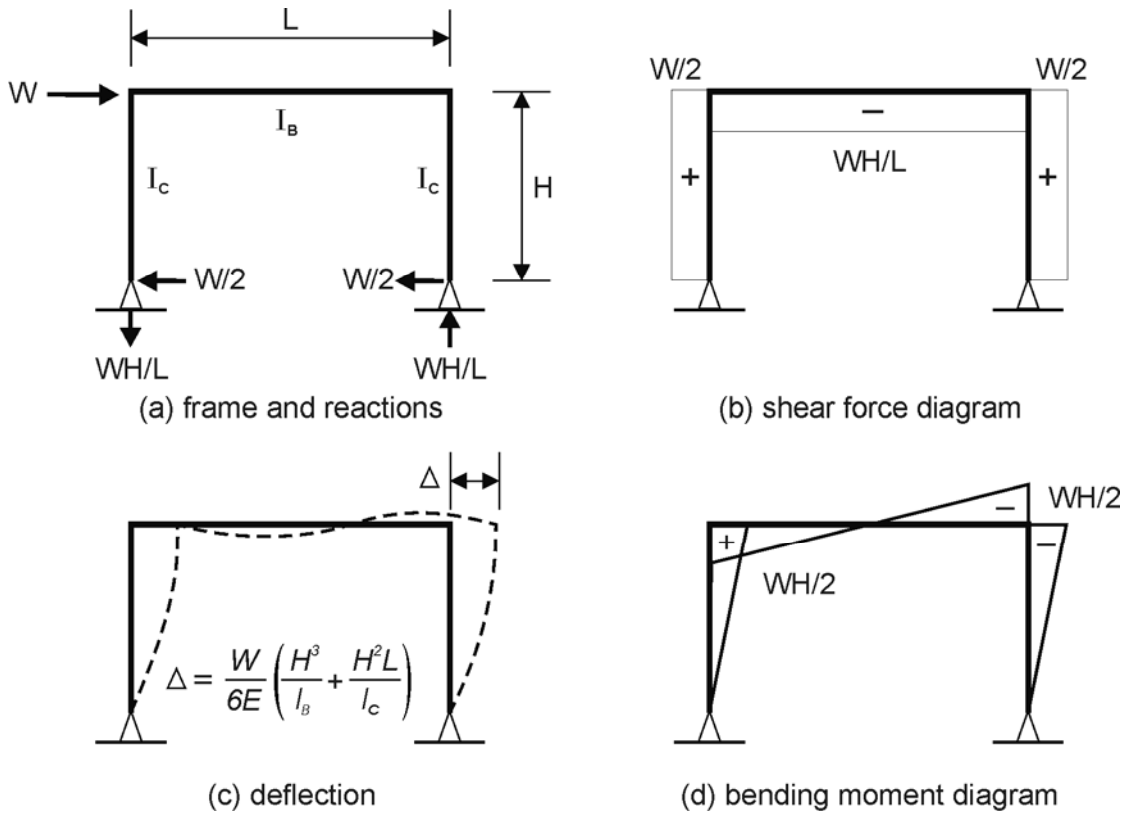 L
W
I_B
I_C
I_C
H
W/2
W/2
WH/L
WH/L
(a) frame and reactions
W/2
W/2
−
WH/L
+
+
(b) shear force diagram
Δ
Δ = W/6E (H³/I_B + H²L/I_C)
(c) deflection
−
WH/2
+
−
WH/2
(d) bending moment diagram